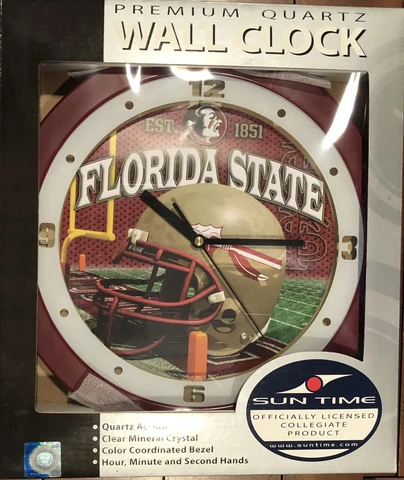 PREMIUM QUARTZ
WALL CLOCK
12
EST. 1851
FLORIDA STATE
9
3
6
SUN TIME
OFFICIALLY LICENSED
COLLEGIATE
PRODUCT
www.suntime.com
• Quartz
• Clear Mineral Crystal
• Color Coordinated Bezel
• Hour, Minute and Second Hands